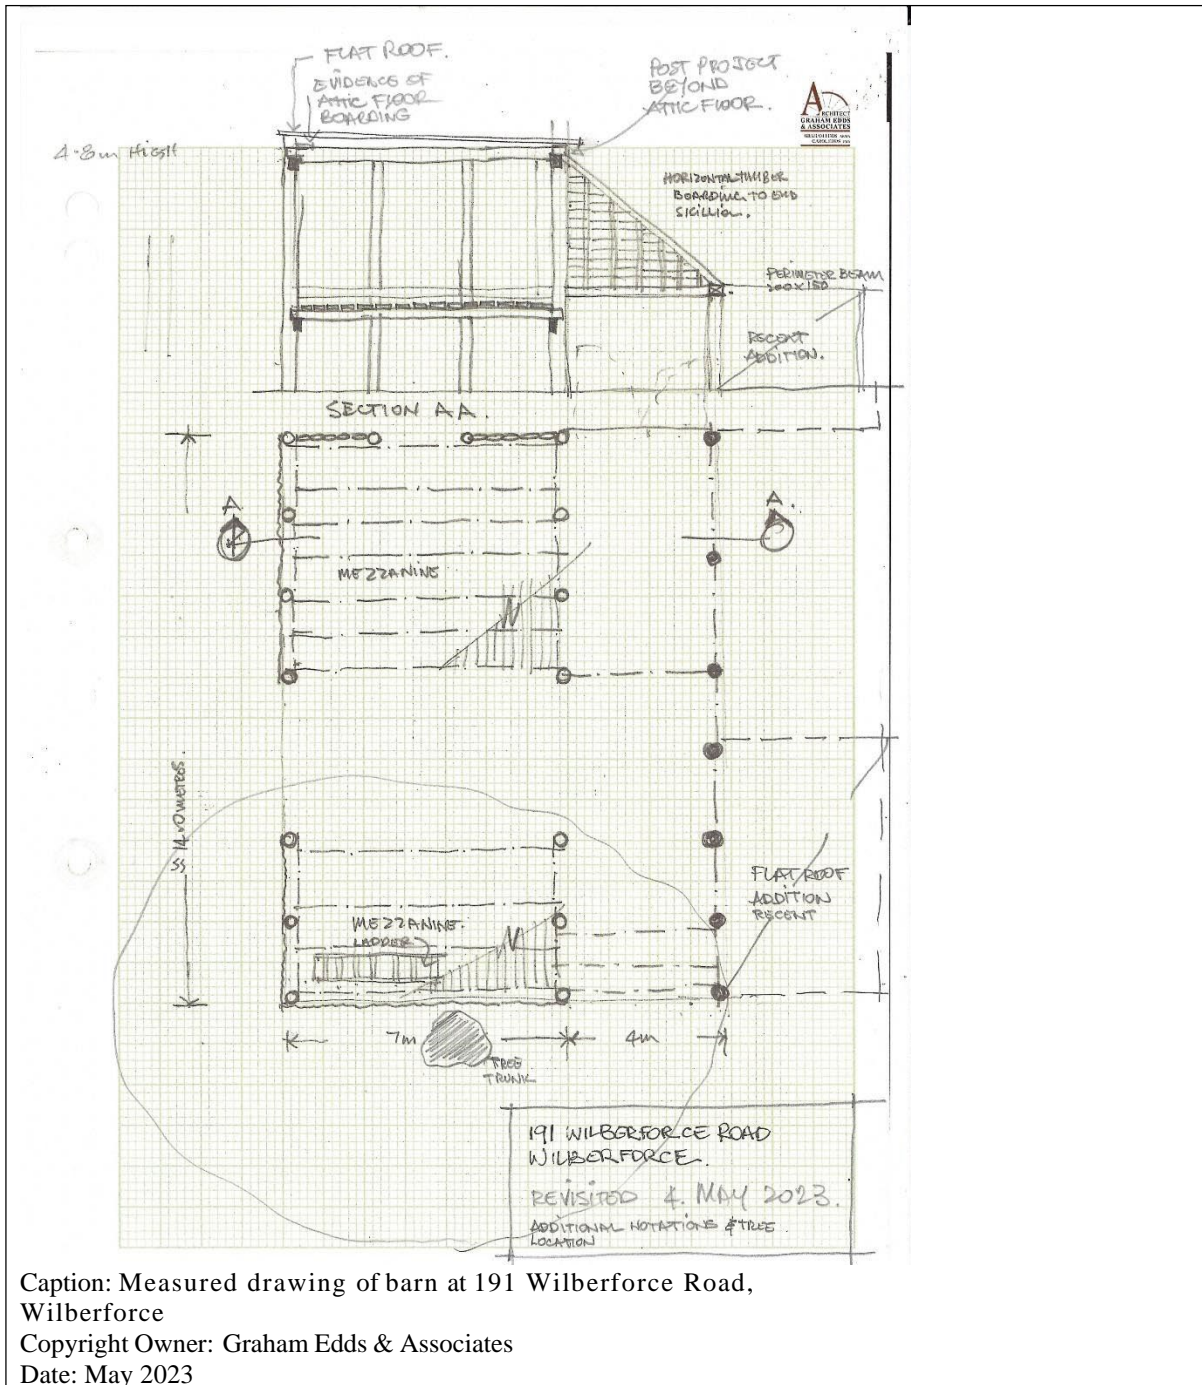 FLAT ROOF.
EVIDENCE OF
ATTIC FLOOR
BOARDING
POST PROJECT
BEYOND
ATTIC FLOOR.
ARCHITECT
GRAHAM EDDS
& ASSOCIATES
4.8m HIGH
HORIZONTAL TIMBER
BOARDING TO END
SKILLION.
PERIMETER BEAM
200x150
RECENT
ADDITION.
SECTION AA.
A
A.
MEZZANINE
14.0 METRES
MEZZANINE.
LADDER
FLAT ROOF
ADDITION
RECENT
7m
4m
TREE
TRUNK
191 WILBERFORCE ROAD
WILBERFORCE.
REVISITED 4. MAY 2023.
ADDITIONAL NOTATIONS & TREE
LOCATION
Caption: Measured drawing of barn at 191 Wilberforce Road,
Wilberforce
Copyright Owner: Graham Edds & Associates
Date: May 2023